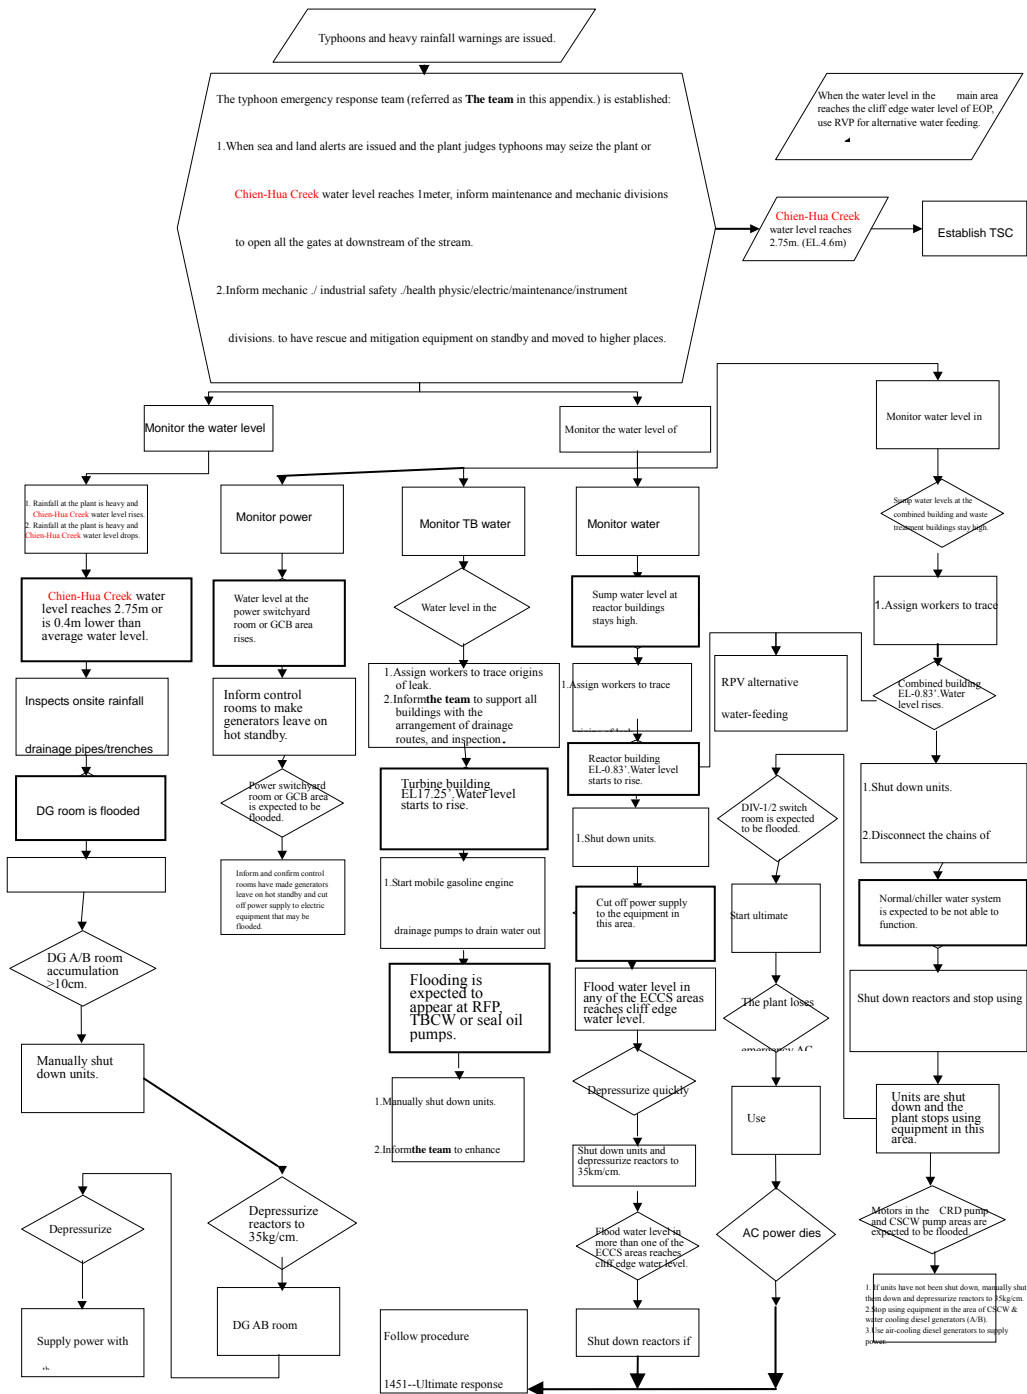 Typhoons and heavy rainfall warnings are issued.
The typhoon emergency response team (referred as The team in this appendix.) is established:
1.When sea and land alerts are issued and the plant judges typhoons may seize the plant or
Chien-Hua Creek water level reaches 1meter, inform maintenance and mechanic divisions
to open all the gates at downstream of the stream.
2.Inform mechanic ./ industrial safety ./health physic/electric/maintenance/instrument
divisions. to have rescue and mitigation equipment on standby and moved to higher places.
When the water level in the main area
reaches the cliff edge water level of EOP,
use RVP for alternative water feeding.
Chien-Hua Creek
water level reaches
2.75m. (EL.4.6m)
Establish TSC
Monitor the water level
Monitor the water level of
Monitor water level in
1. Rainfall at the plant is heavy and
Chien-Hua Creek water level rises.
2. Rainfall at the plant is heavy and
Chien-Hua Creek water level drops.
Monitor power
Monitor TB water
Monitor water
Sump water levels at the
combined building and waste
treatment buildings stay high.
Chien-Hua Creek water
level reaches 2.75m or
is 0.4m lower than
average water level.
Water level at the
power switchyard
room or GCB area
rises.
Water level in the
Sump water level at
reactor buildings
stays high.
1.Assign workers to trace
Inspects onsite rainfall
drainage pipes/trenches
Inform control
rooms to make
generators leave on
hot standby.
1.Assign workers to trace origins
of leak.
2.Informthe team to support all
buildings with the
arrangement of drainage
routes, and inspection.
1.Assign workers to trace
RPV alternative
water-feeding
Combined building
EL-0.83'.Water
level rises.
DG room is flooded
Power switchyard
room or GCB area
is expected to be
flooded.
Turbine building
EL17.25'.Water level
starts to rise.
Reactor building
EL-0.83'.Water level
starts to rise.
DIV-1/2 switch
room is expected
to be flooded.
1.Shut down units.
2.Disconnect the chains of
Inform and confirm control
rooms have made generators
leave on hot standby and cut
off power supply to electric
equipment that may be
flooded.
1.Start mobile gasoline engine
drainage pumps to drain water out
1.Shut down units.
Cut off power supply
to the equipment in
this area.
Start ultimate
Normal/chiller water system
is expected to be not able to
function.
DG A/B room
accumulation
>10cm.
Flooding is
expected to
appear at RFP,
TBCW or seal oil
pumps.
Flood water level in
any of the ECCS areas
reaches cliff edge
water level.
The plant loses
emergency AC
Shut down reactors and stop using
Manually shut
down units.
1.Manually shut down units.
2.Informthe team to enhance
Depressurize quickly
Use
Units are shut
down and the
plant stops using
equipment in this
area.
Shut down units and
depressurize reactors to
35km/cm.
Depressurize
Depressurize
reactors to
35kg/cm.
Flood water level in
more than one of the
ECCS areas reaches
cliff edge water level.
AC power dies
Motors in the CRD pump
and CSCW pump areas are
expected to be flooded.
Supply power with
DG AB room
Follow procedure
1451--Ultimate response
Shut down reactors if
1. If units have not been shut down, manually shut
them down and depressurize reactors to 35kg/cm.
2.Stop using equipment in the area of CSCW &
water cooling diesel generators (A/B).
3.Use air-cooling diesel generators to supply
power.